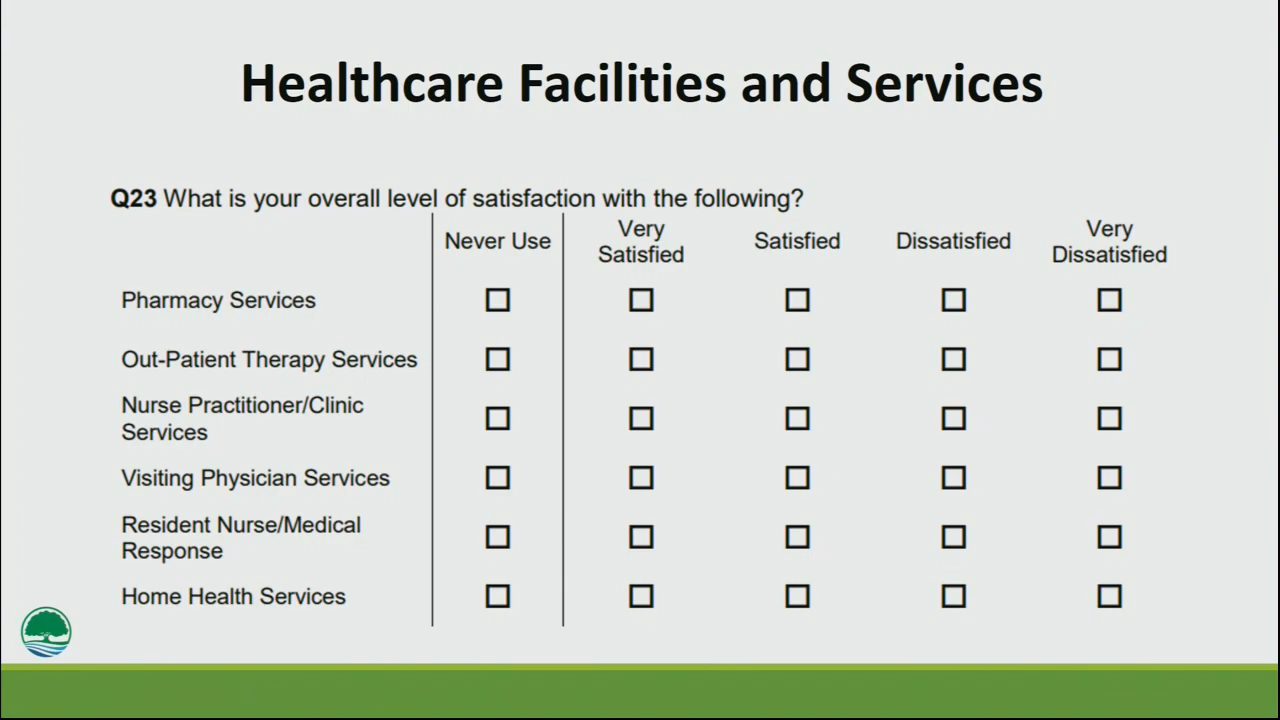 Healthcare Facilities and Services
Q23 What is your overall level of satisfaction with the following?
Never Use
Very
Satisfied
Satisfied
Dissatisfied
Very
Dissatisfied
Pharmacy Services
Out-Patient Therapy Services
Nurse Practitioner/Clinic
Services
Visiting Physician Services
Resident Nurse/Medical
Response
Home Health Services